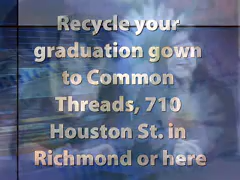 Recycle your
graduation gown
to Common
Threads, 710
Houston St. in
Richmond or here